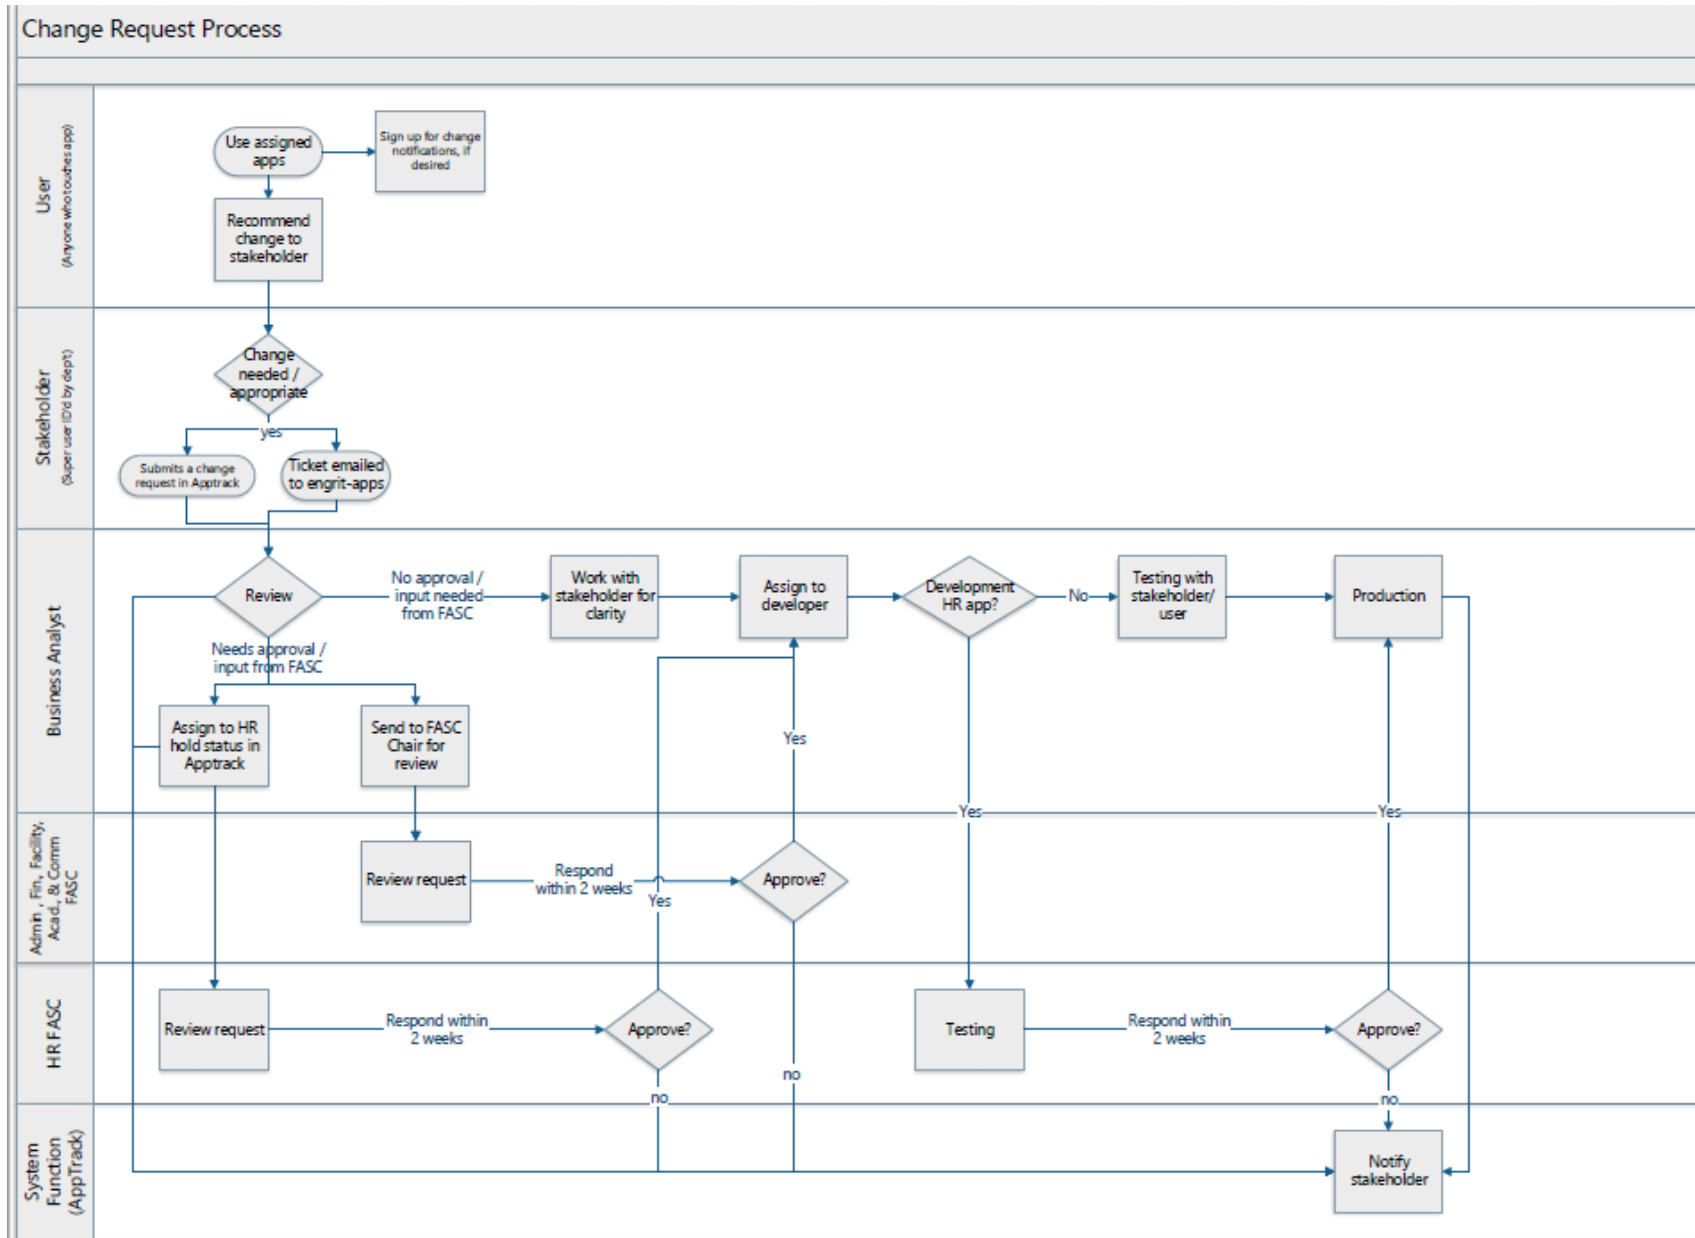 Change Request Process
User
(Anyone who touches app)
Use assigned
apps
Sign up for change
notifications, if
desired
Recommend
change to
stakeholder
Stakeholder
(Super user ID'd by dep't)
Change
needed /
appropriate
yes
Submits a change
request in Apptrack
Ticket emailed
to engrit-apps
Business Analyst
Review
No approval /
input needed
from FASC
Work with
stakeholder for
clarity
Assign to
developer
Development
HR app?
No
Testing with
stakeholder/
user
Production
Needs approval /
input from FASC
Assign to HR
hold status in
Apptrack
Send to FASC
Chair for
review
Yes
Yes
Yes
Admin , Fin., Facility,
Acad., & Comm
FASC
Review request
Respond
within 2 weeks
Approve?
Yes
HR FASC
Review request
Respond within
2 weeks
Approve?
Testing
Respond within
2 weeks
Approve?
no
no
no
System
Function
(AppTrack)
Notify
stakeholder